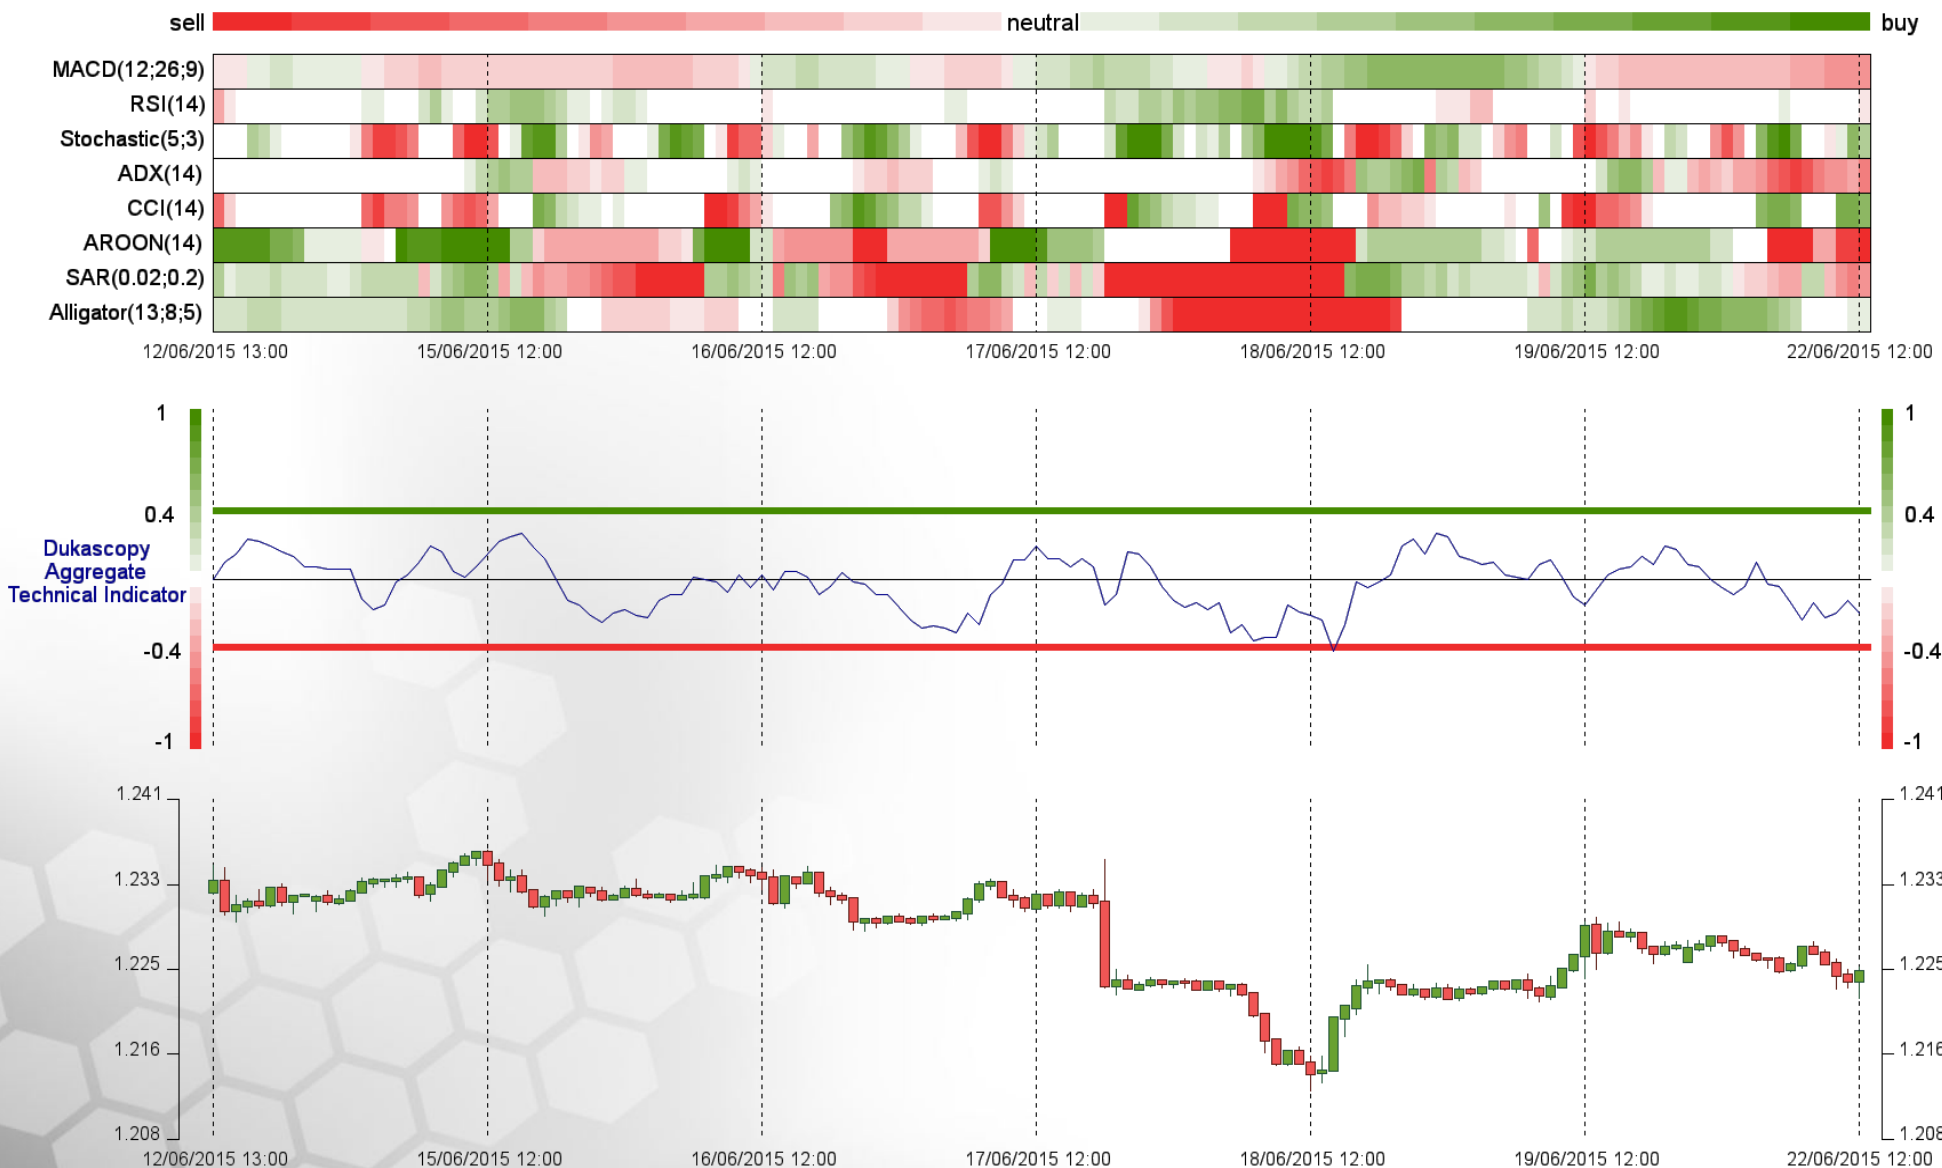 sell neutral buy
MACD(12;26;9)
RSI(14)
Stochastic(5;3)
ADX(14)
CCI(14)
AROON(14)
SAR(0.02;0.2)
Alligator(13;8;5)
12/06/2015 13:00 15/06/2015 12:00 16/06/2015 12:00 17/06/2015 12:00 18/06/2015 12:00 19/06/2015 12:00 22/06/2015 12:00
1 1
0.4 0.4
Dukascopy
Aggregate
Technical Indicator
-0.4 -0.4
-1 -1
1.241 1.241
1.233 1.233
1.225 1.225
1.216 1.216
1.208 1.208
12/06/2015 13:00 15/06/2015 12:00 16/06/2015 12:00 17/06/2015 12:00 18/06/2015 12:00 19/06/2015 12:00 22/06/2015 12:00